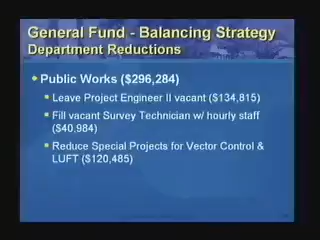 General Fund - Balancing Strategy
Department Reductions
Public Works ($296,284)
Leave Project Engineer II vacant ($134,815)
Fill vacant Survey Technician w/ hourly staff
($40,984)
Reduce Special Projects for Vector Control &
LUFT ($120,485)